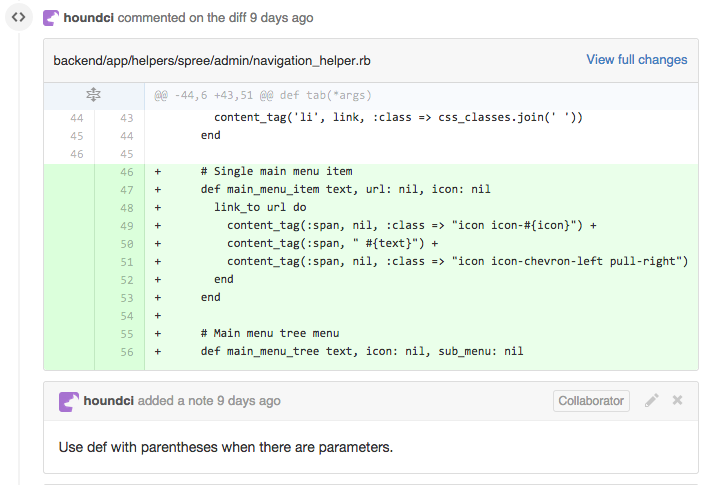 houndci commented on the diff 9 days ago
backend/app/helpers/spree/admin/navigation_helper.rb View full changes
@@ -44,6 +43,51 @@ def tab(*args)
44 43 content_tag('li', link, :class => css_classes.join(' '))
45 44 end
46 45
46 + # Single main menu item
47 + def main_menu_item text, url: nil, icon: nil
48 + link_to url do
49 + content_tag(:span, nil, :class => "icon icon-#{icon}") +
50 + content_tag(:span, " #{text}") +
51 + content_tag(:span, nil, :class => "icon icon-chevron-left pull-right")
52 + end
53 + end
54 +
55 + # Main menu tree menu
56 + def main_menu_tree text, icon: nil, sub_menu: nil
houndci added a note 9 days ago Collaborator
Use def with parentheses when there are parameters.